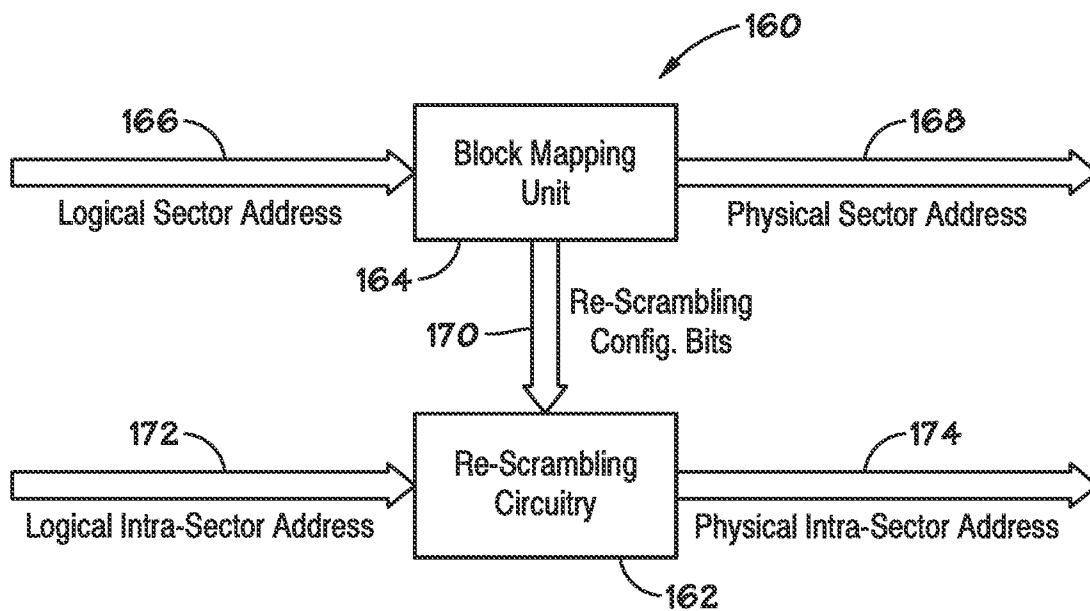 160
166
168
Block Mapping
Unit
Logical Sector Address
Physical Sector Address
164
170
Re-Scrambling
Config. Bits
172
174
Re-Scrambling
Circuitry
Logical Intra-Sector Address
Physical Intra-Sector Address
162